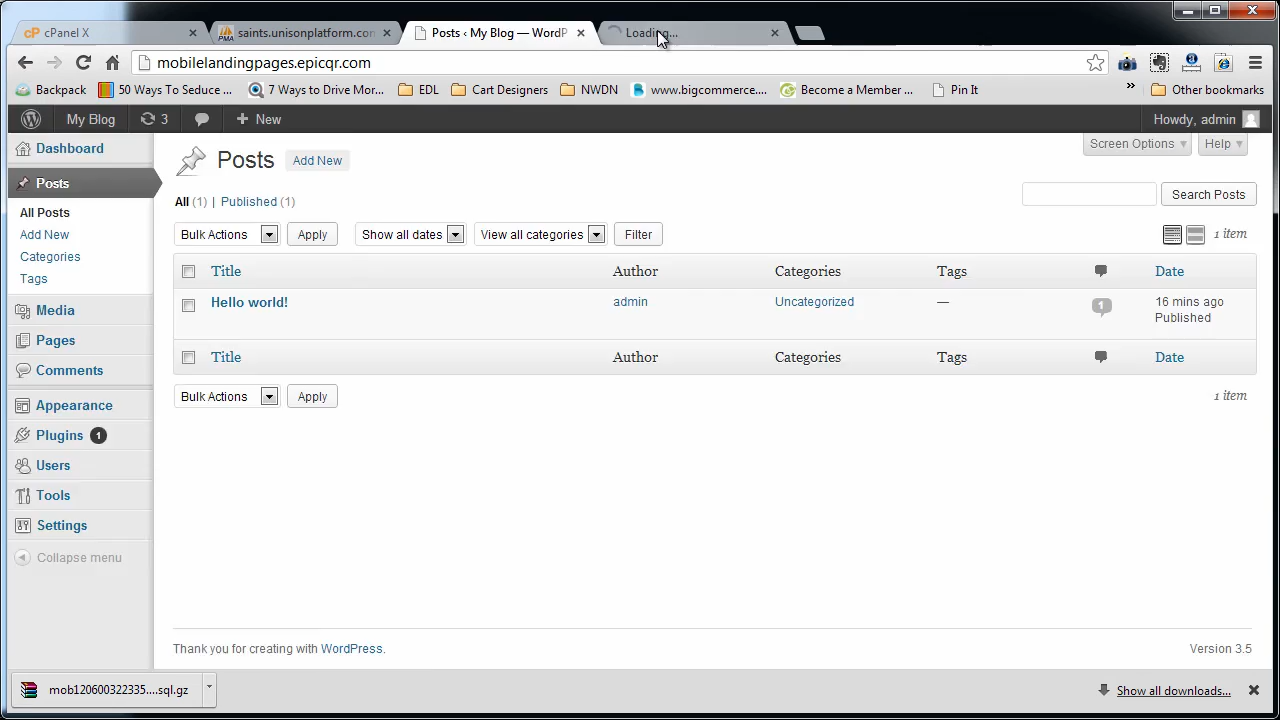 cPanel X
saints.unisonplatform.con
Posts ‹ My Blog — WordP
Loading...
mobilelandingpages.epicqr.com
Backpack
50 Ways To Seduce ...
7 Ways to Drive Mor...
EDL
Cart Designers
NWDN
www.bigcommerce....
Become a Member ...
Pin It
»
Other bookmarks
My Blog
3
+ New
Howdy, admin
Dashboard
Posts
All Posts
Add New
Categories
Tags
Media
Pages
Comments
Appearance
Plugins 1
Users
Tools
Settings
Collapse menu
Posts
Add New
Screen Options
Help
All (1) | Published (1)
Search Posts
Bulk Actions
Apply
Show all dates
View all categories
Filter
1 item
Title
Author
Categories
Tags
Date
Hello world!
admin
Uncategorized
—
1
16 mins ago
Published
Title
Author
Categories
Tags
Date
Bulk Actions
Apply
1 item
Thank you for creating with WordPress.
Version 3.5
mob120600322335....sql.gz
Show all downloads...